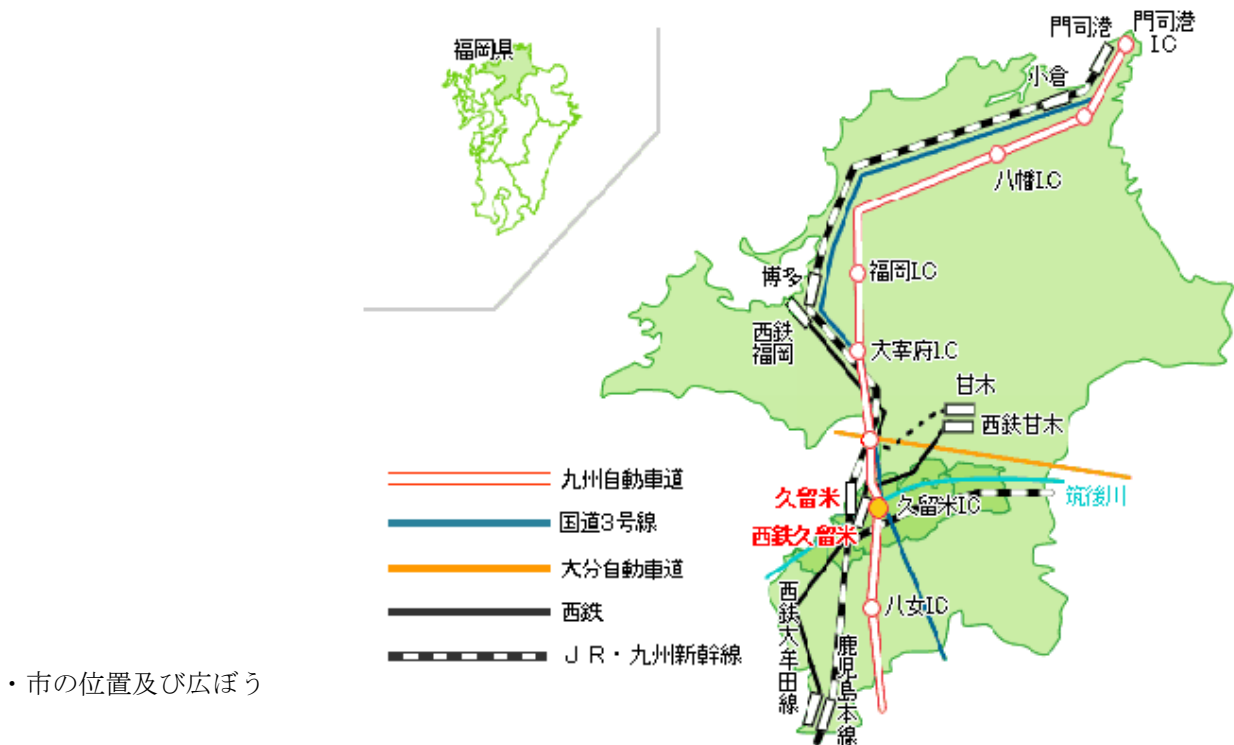 福岡県
門司港
門司港
IC
小倉
八幡I.C
博多
福岡I.C
西鉄
福岡
大宰府I.C
甘木
西鉄甘木
九州自動車道
久留米
久留米IC
筑後川
国道3号線
西鉄久留米
大分自動車道
西鉄
八女IC
西鉄大牟田線
鹿児島本線
JR・九州新幹線
・市の位置及び広ぼう